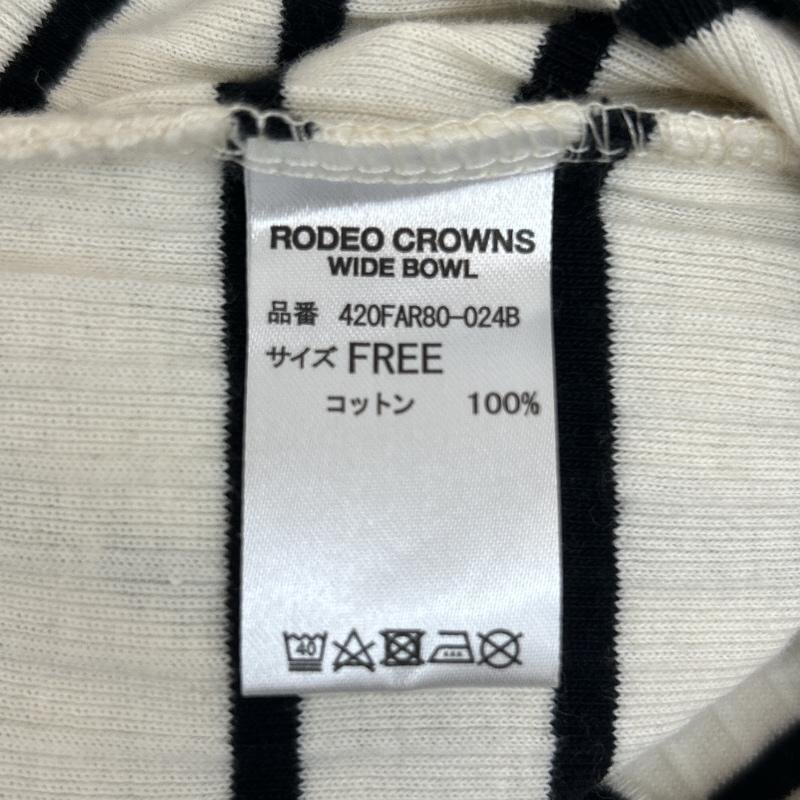 RODEO CROWNS
WIDE BOWL
品番 420FAR80-024B
サイズ FREE
コットン 100%
40